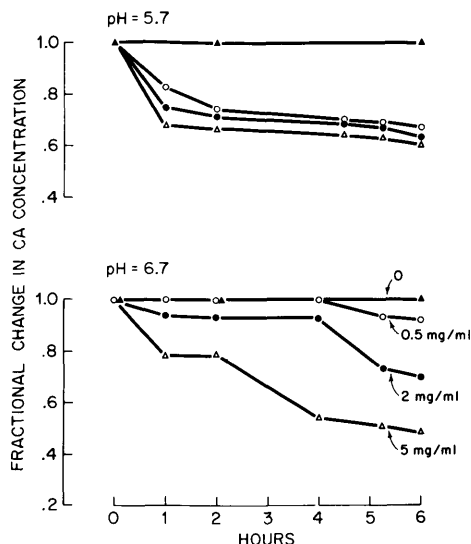 pH = 5.7
1.0
.8
.6
.4
FRACTIONAL CHANGE IN CA CONCENTRATION
pH = 6.7
1.0
.8
.6
.4
.2
0
0.5 mg/ml
2 mg/ml
5 mg/ml
0 1 2 3 4 5 6
HOURS